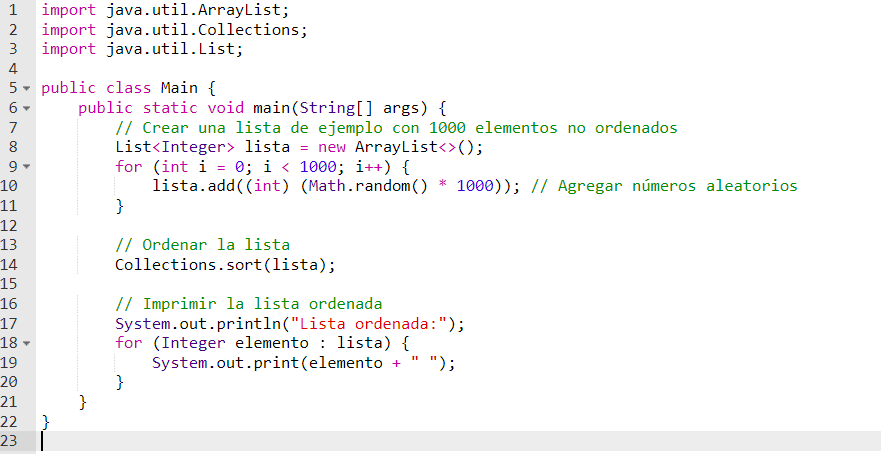 1 import java.util.ArrayList;
2 import java.util.Collections;
3 import java.util.List;
4
5 public class Main {
6     public static void main(String[] args) {
7         // Crear una lista de ejemplo con 1000 elementos no ordenados
8         List<Integer> lista = new ArrayList<>();
9         for (int i = 0; i < 1000; i++) {
10             lista.add((int) (Math.random() * 1000)); // Agregar números aleatorios
11         }
12
13         // Ordenar la lista
14         Collections.sort(lista);
15
16         // Imprimir la lista ordenada
17         System.out.println("Lista ordenada:");
18         for (Integer elemento : lista) {
19             System.out.print(elemento + " ");
20         }
21     }
22 }
23